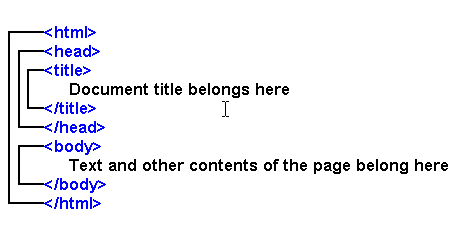 <html>
<head>
<title>
Document title belongs here
</title>
</head>
<body>
Text and other contents of the page belong here
</body>
</html>